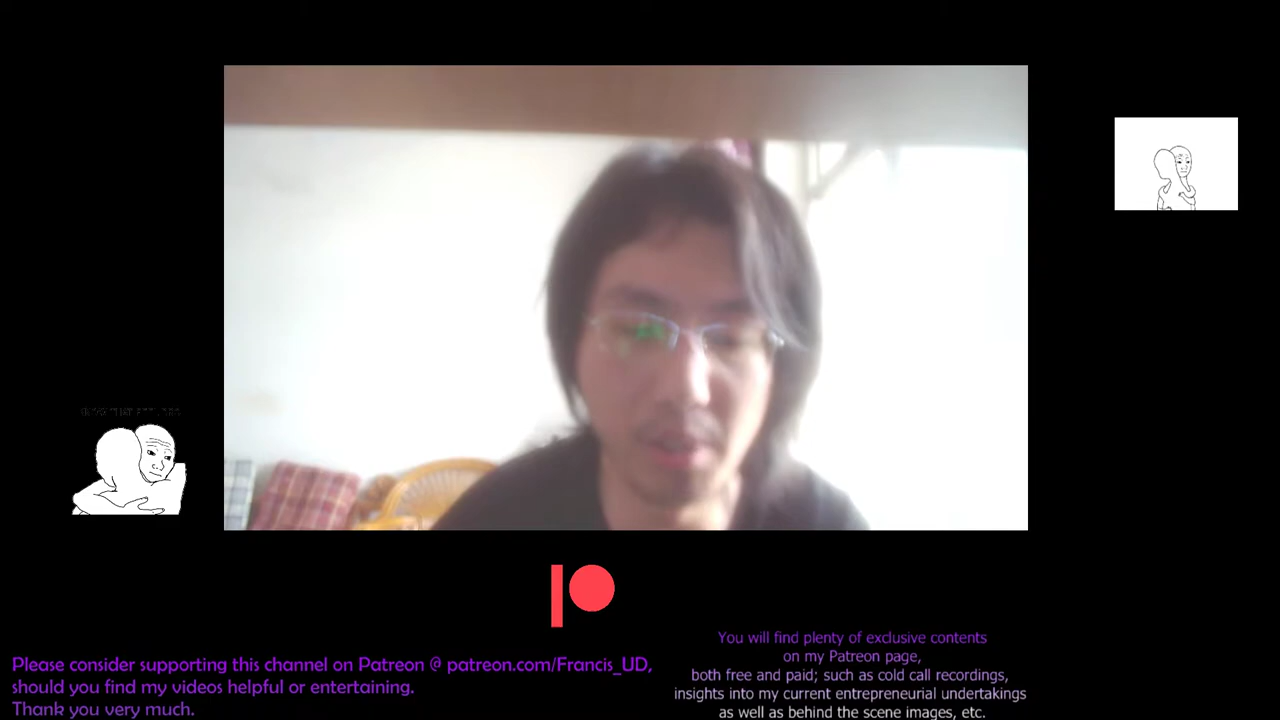 Please consider supporting this channel on Patreon @ patreon.com/Francis_UD,
should you find my videos helpful or entertaining.
Thank you very much.
You will find plenty of exclusive contents
on my Patreon page,
both free and paid; such as cold call recordings,
insights into my current entrepreneurial undertakings
as well as behind the scene images, etc.